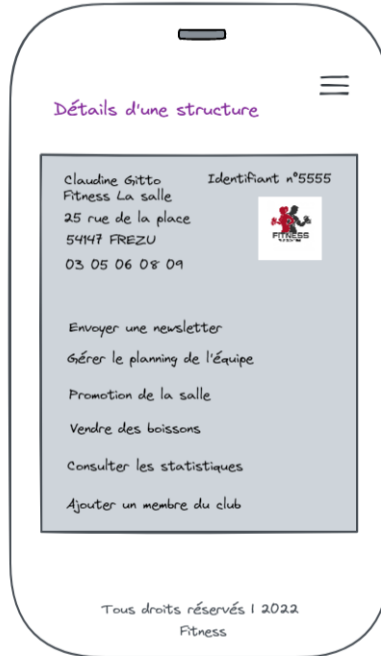 Détails d'une structure
Claudine Gitto
Identifiant n°5555
Fitness La salle
25 rue de la place
54147 FREZU
03 05 06 08 09
FITNESS
Envoyer une newsletter
Gérer le planning de l'équipe
Promotion de la salle
Vendre des boissons
Consulter les statistiques
Ajouter un membre du club
Tous droits réservés | 2022
Fitness